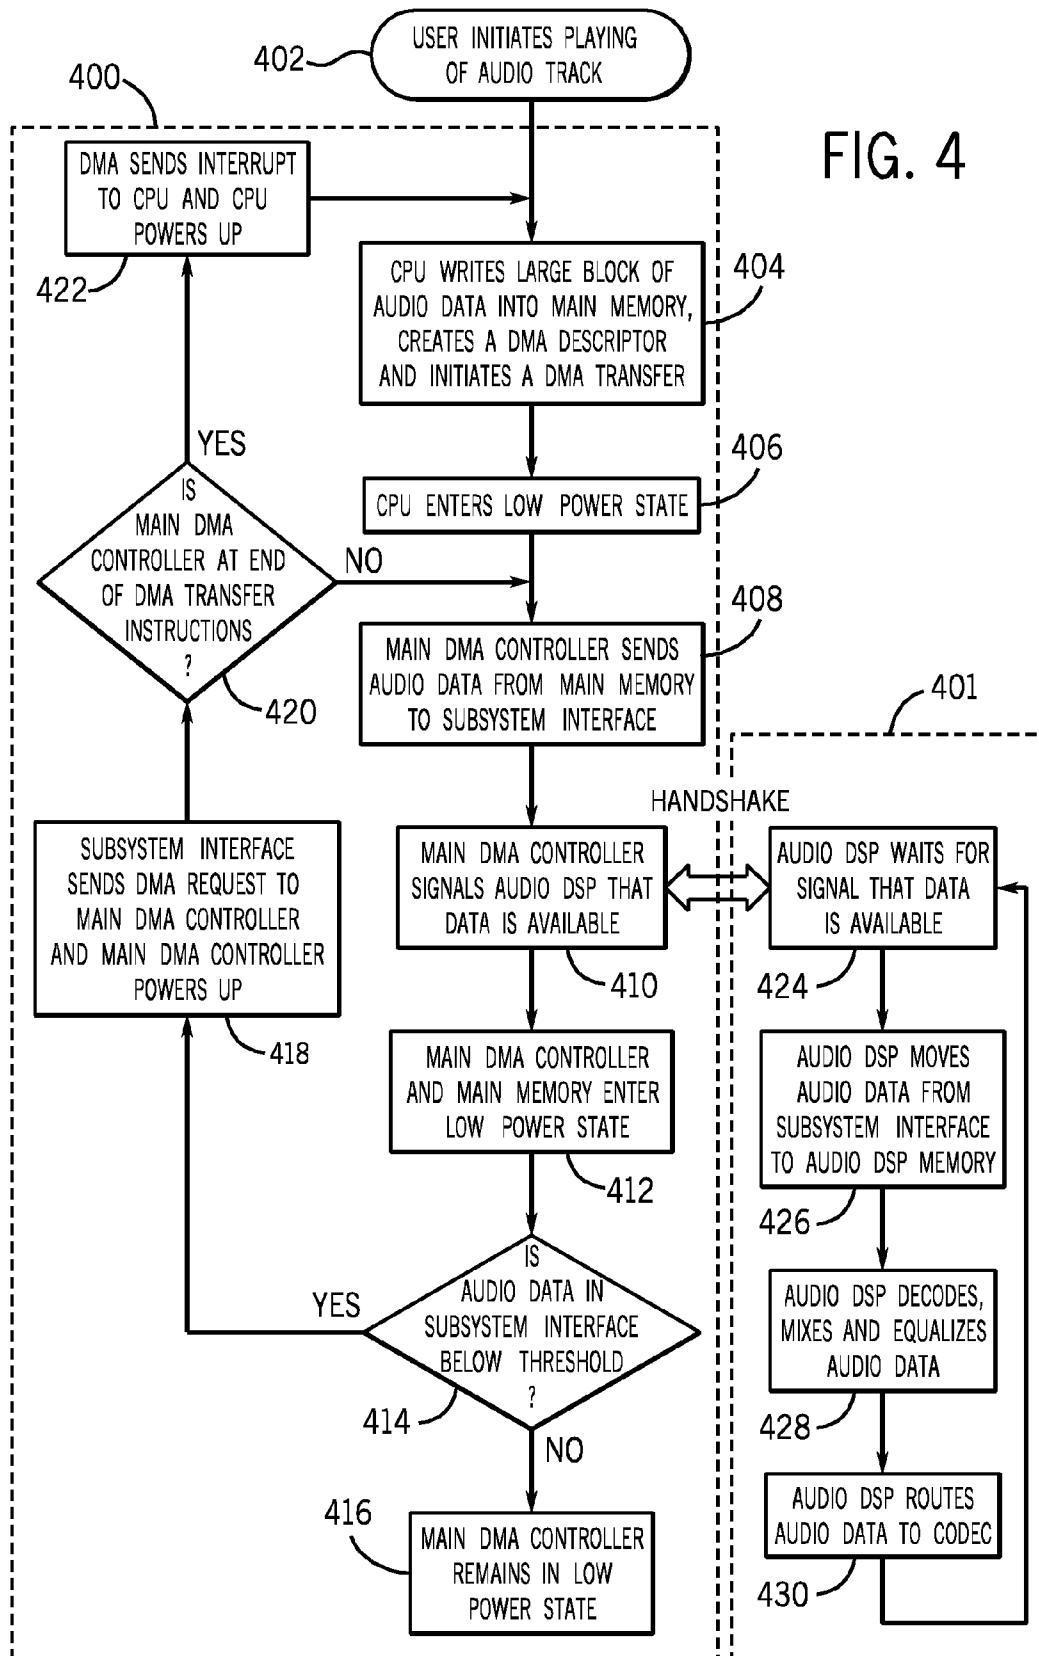 USER INITIATES PLAYING
OF AUDIO TRACK
402
400
FIG. 4
DMA SENDS INTERRUPT
TO CPU AND CPU
POWERS UP
422
CPU WRITES LARGE BLOCK OF
AUDIO DATA INTO MAIN MEMORY,
CREATES A DMA DESCRIPTOR
AND INITIATES A DMA TRANSFER
404
YES
406
CPU ENTERS LOW POWER STATE
IS
MAIN DMA
CONTROLLER AT END
OF DMA TRANSFER
INSTRUCTIONS
?
NO
420
408
MAIN DMA CONTROLLER SENDS
AUDIO DATA FROM MAIN MEMORY
TO SUBSYSTEM INTERFACE
401
HANDSHAKE
SUBSYSTEM INTERFACE
SENDS DMA REQUEST TO
MAIN DMA CONTROLLER
AND MAIN DMA CONTROLLER
POWERS UP
418
MAIN DMA CONTROLLER
SIGNALS AUDIO DSP THAT
DATA IS AVAILABLE
410
AUDIO DSP WAITS FOR
SIGNAL THAT DATA
IS AVAILABLE
424
MAIN DMA CONTROLLER
AND MAIN MEMORY ENTER
LOW POWER STATE
412
AUDIO DSP MOVES
AUDIO DATA FROM
SUBSYSTEM INTERFACE
TO AUDIO DSP MEMORY
426
IS
AUDIO DATA IN
SUBSYSTEM INTERFACE
BELOW THRESHOLD
?
YES
414
NO
AUDIO DSP DECODES,
MIXES AND EQUALIZES
AUDIO DATA
428
416
MAIN DMA CONTROLLER
REMAINS IN LOW
POWER STATE
AUDIO DSP ROUTES
AUDIO DATA TO CODEC
430